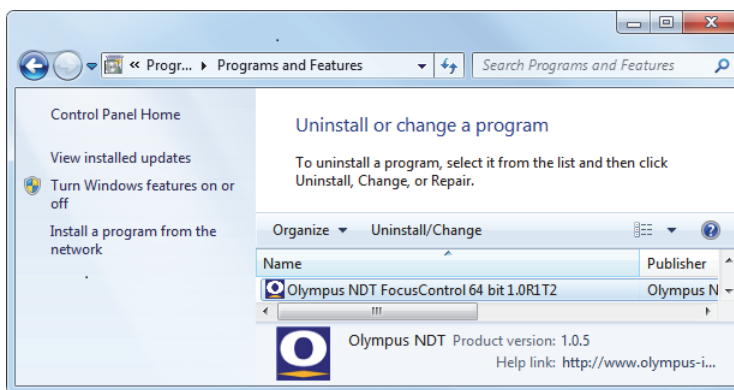 « Progr... ▸ Programs and Features
Search Programs and Features
Control Panel Home
View installed updates
Turn Windows features on or
off
Install a program from the
network
Uninstall or change a program
To uninstall a program, select it from the list and then click
Uninstall, Change, or Repair.
Organize Uninstall/Change
Name Publisher
Olympus NDT FocusControl 64 bit 1.0R1T2 Olympus N
Olympus NDT Product version: 1.0.5
Help link: http://www.olympus-i...